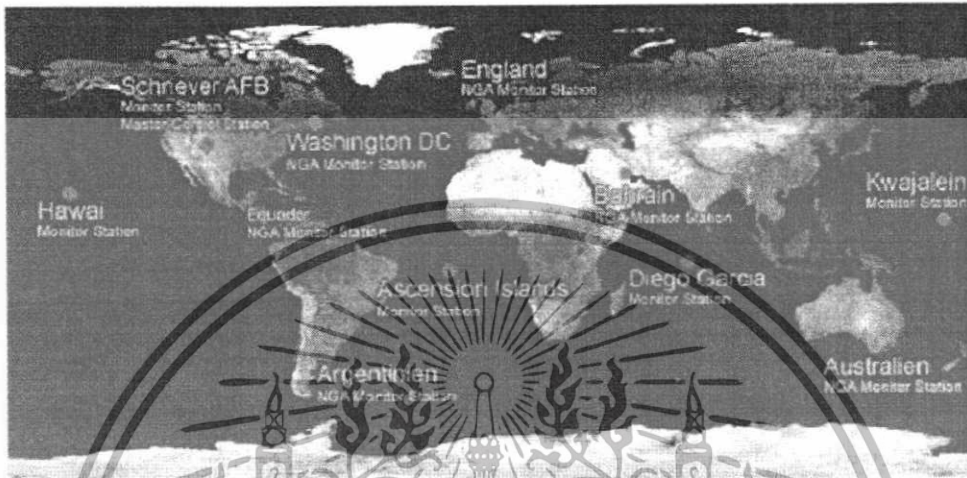 England
NGA Monitor Station
Schriever AFB
Monitor Station
Master Control Station
Washington DC
NGA Monitor Station
Kwajalein
Monitor Station
Bahrain
NGA Monitor Station
Hawai
Monitor Station
Equador
NGA Monitor Station
Diego Garcia
Monitor Station
Ascension Islands
Monitor Station
Australien
NGA Monitor Station
Argentinien
NGA Monitor Station